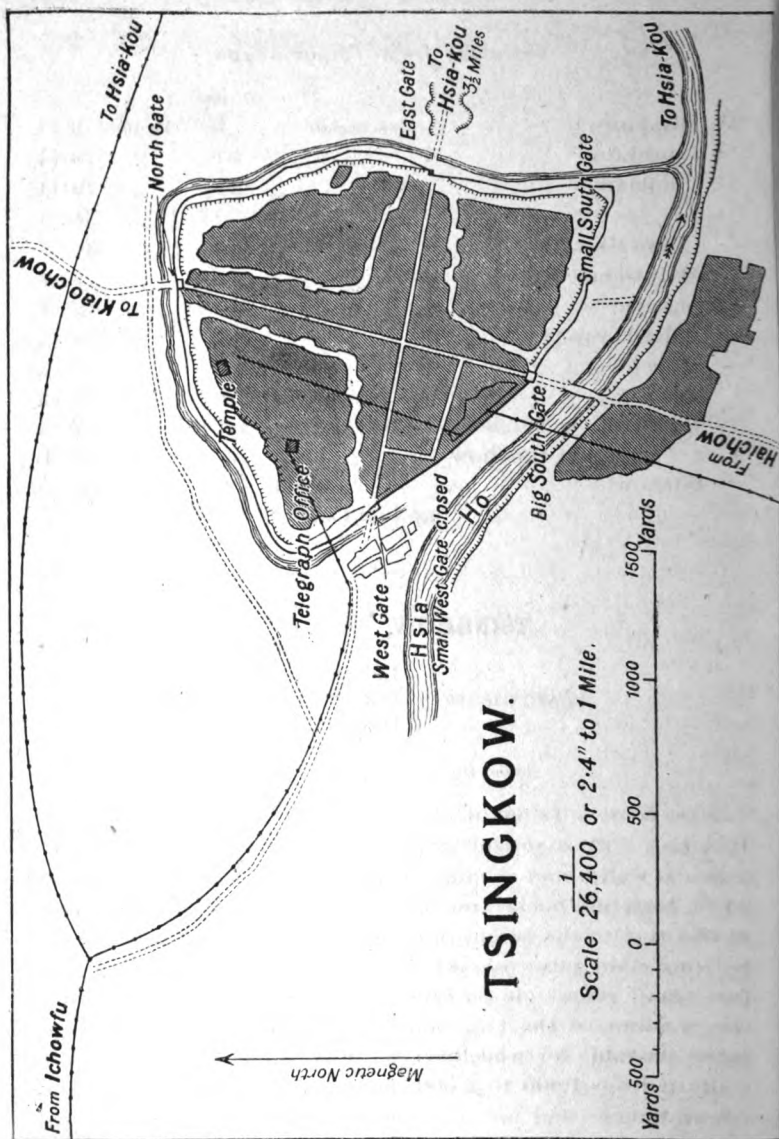 To Hsia-kou
North Gate
To Kiaochow
East Gate
To
Hsia-kou
3½ Miles
To Hsia-kou
Small South Gate
Temple
Telegraph Office
West Gate
Small West Gate closed
Hsia Ho
Big South Gate
From
Haichow
From Ichowfu
Magnetic North
TSINGKOW.
Scale 1/26,400 or 2·4" to 1 Mile.
Yards 500 0 500 1000 1500 Yards